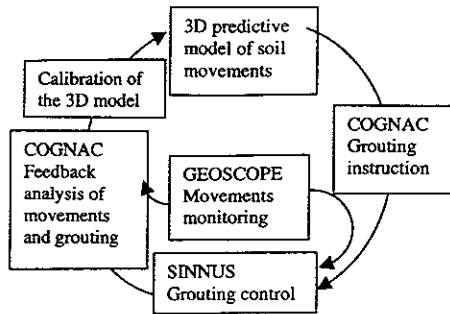 3D predictive
model of soil
movements
Calibration of
the 3D model
COGNAC
Grouting
instruction
COGNAC
Feedback
analysis of
movements
and grouting
GEOSCOPE
Movements
monitoring
SINNUS
Grouting control